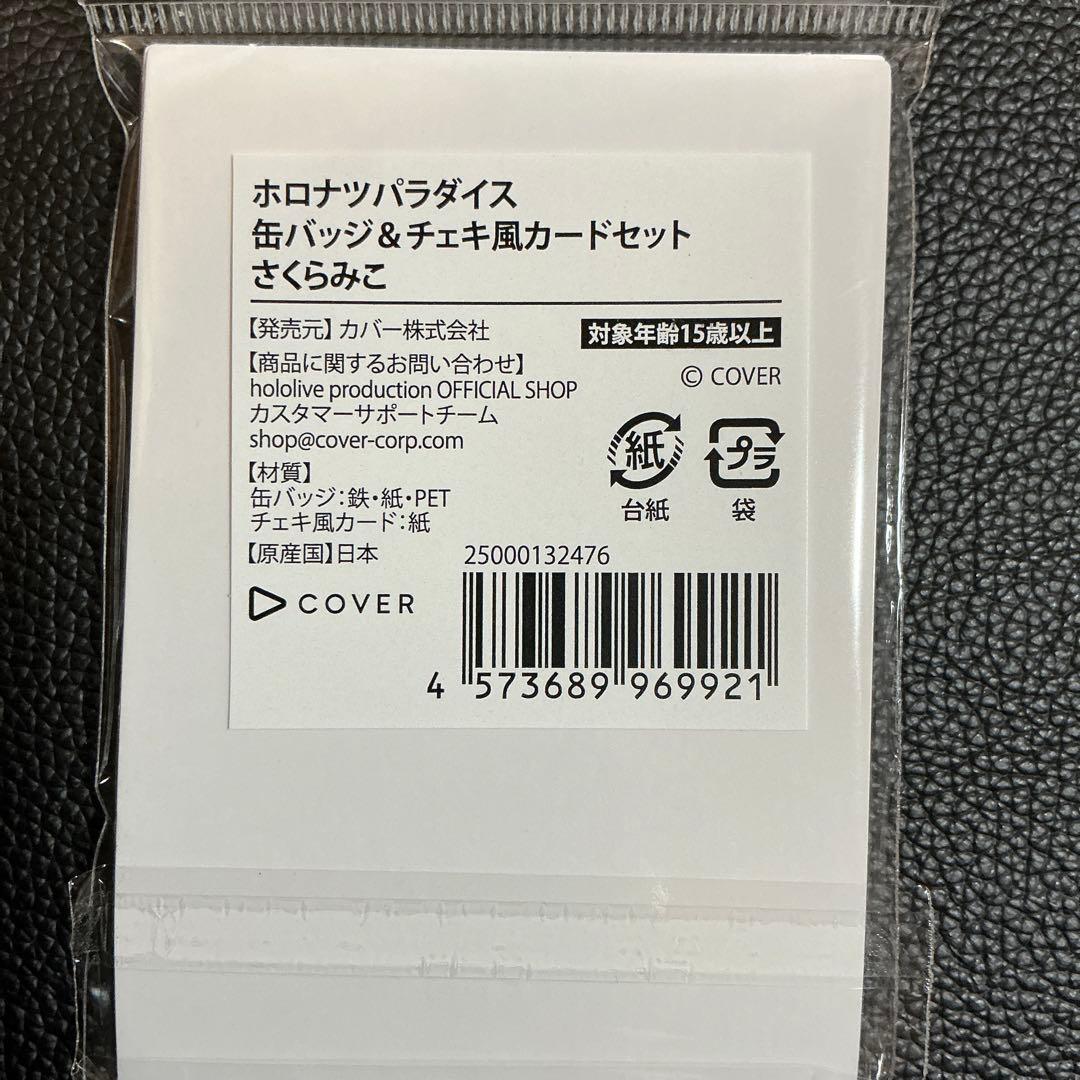 ホロナツパラダイス
缶バッジ&チェキ風カードセット
さくらみこ
【発売元】カバー株式会社
対象年齢15歳以上
【商品に関するお問い合わせ】
© COVER
hololive production OFFICIAL SHOP
カスタマーサポートチーム
shop@cover-corp.com
紙
プラ
台紙
袋
【材質】
缶バッジ:鉄・紙・PET
チェキ風カード:紙
【原産国】日本
25000132476
COVER
4 573689 969921